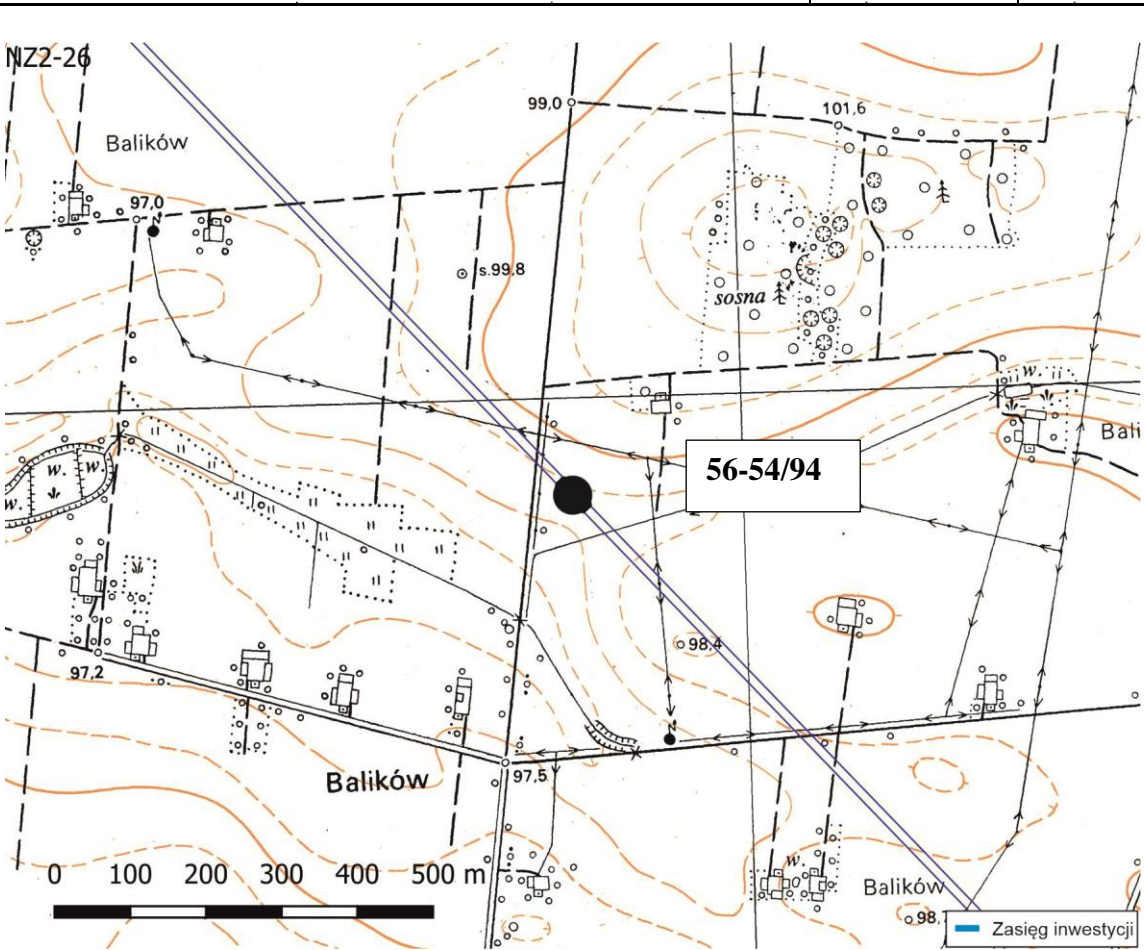 NZ2-26
99,0
101,6
Balików
97,0
s.99,8
sosna
w.
56-54/94
Bali
w.
w.
w.
98,4
97,2
97,5
Balików
0 100 200 300 400 500 m
w.
Balików
98,
Zasięg inwestycji